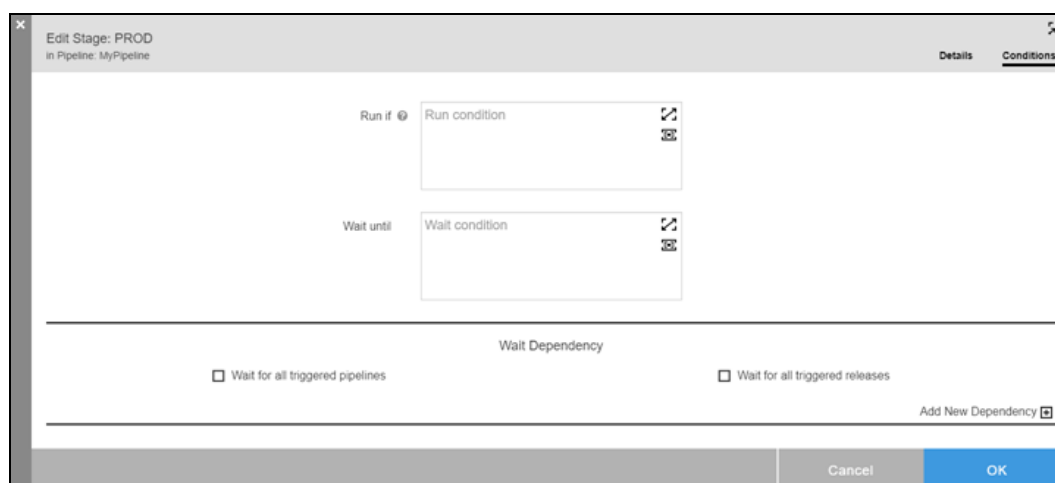 Edit Stage: PROD
in Pipeline: MyPipeline
Details Conditions
Run if Run condition
Wait until Wait condition
Wait Dependency
Wait for all triggered pipelines Wait for all triggered releases
Add New Dependency
Cancel OK